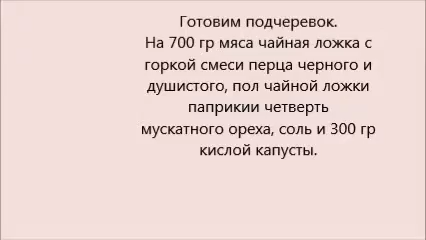 Готовим подчеревок.
На 700 гр мяса чайная ложка с
горкой смеси перца черного и
душистого, пол чайной ложки
паприкии четверть
мускатного ореха, соль и 300 гр
кислой капусты.